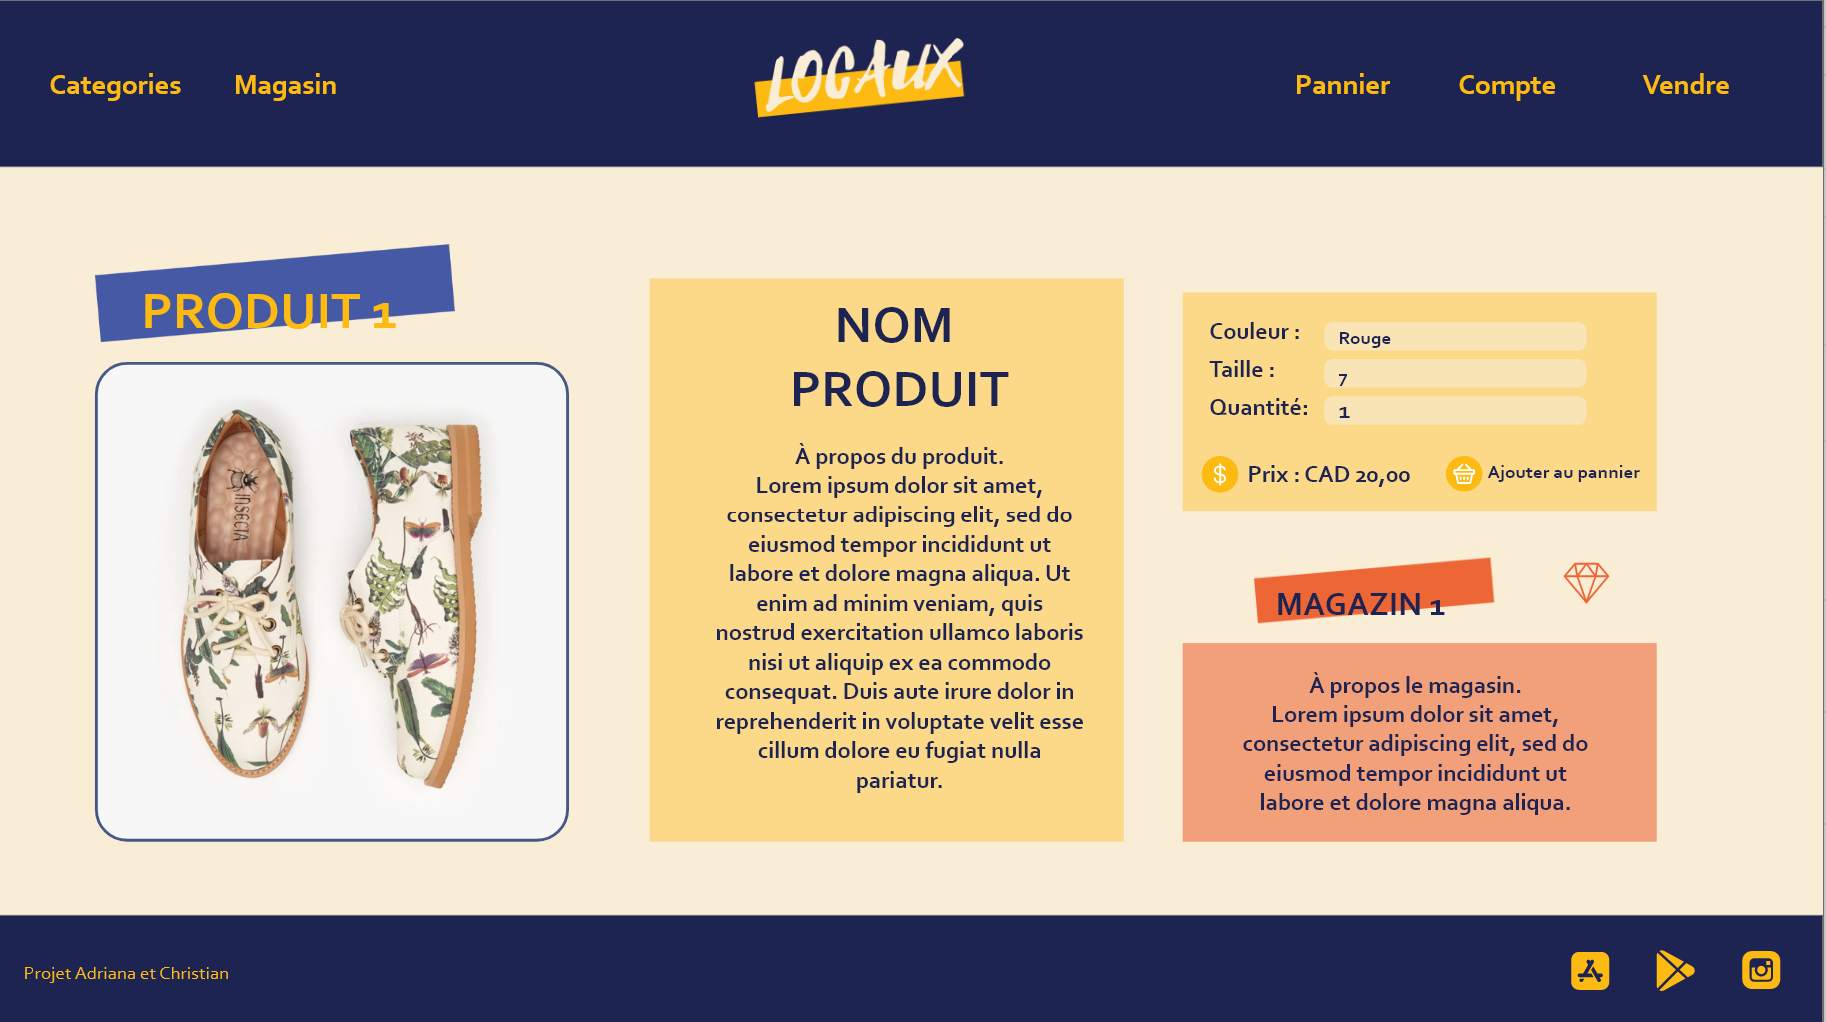 Categories
Magasin
LOCAUX
Pannier
Compte
Vendre
PRODUIT 1
INSECTA
NOM
PRODUIT
À propos du produit.
Lorem ipsum dolor sit amet,
consectetur adipiscing elit, sed do
eiusmod tempor incididunt ut
labore et dolore magna aliqua. Ut
enim ad minim veniam, quis
nostrud exercitation ullamco laboris
nisi ut aliquip ex ea commodo
consequat. Duis aute irure dolor in
reprehenderit in voluptate velit esse
cillum dolore eu fugiat nulla
pariatur.
Couleur : Rouge
Taille : 7
Quantité: 1
$ Prix : CAD 20,00
Ajouter au pannier
MAGAZIN 1
À propos le magasin.
Lorem ipsum dolor sit amet,
consectetur adipiscing elit, sed do
eiusmod tempor incididunt ut
labore et dolore magna aliqua.
Projet Adriana et Christian